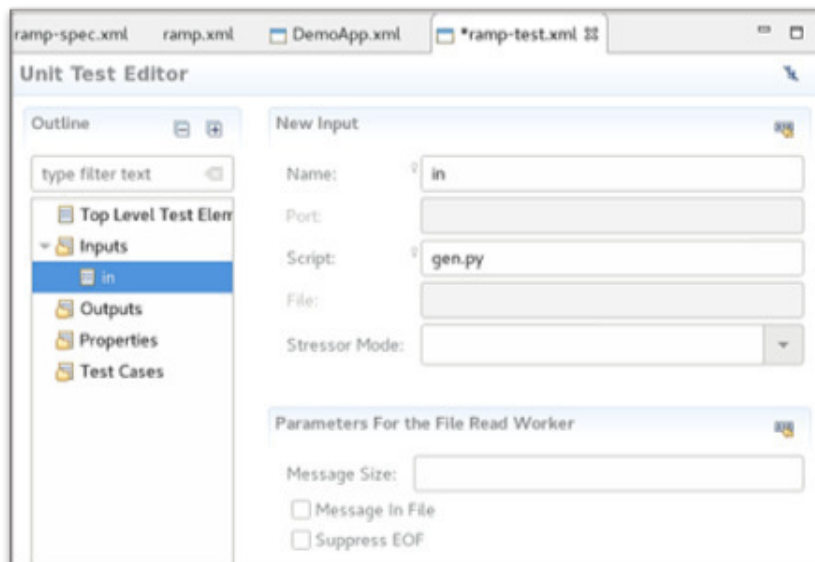 ramp-spec.xml ramp.xml DemoApp.xml *ramp-test.xml
Unit Test Editor
Outline
type filter text
Top Level Test Elem
Inputs
in
Outputs
Properties
Test Cases
New Input
Name: in
Port:
Script: gen.py
File:
Stressor Mode:
Parameters For the File Read Worker
Message Size:
Message In File
Suppress EOF